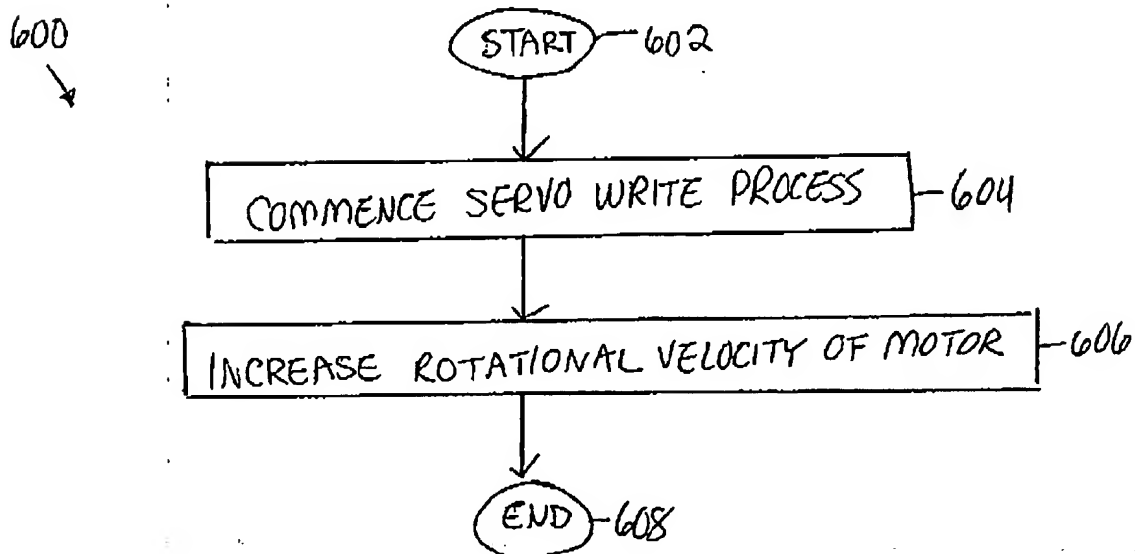 600
START 602
COMMENCE SERVO WRITE PROCESS 604
INCREASE ROTATIONAL VELOCITY OF MOTOR 606
END 608